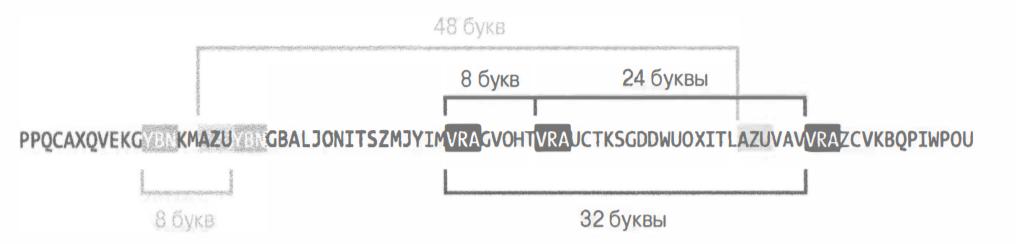 48 букв
8 букв 24 буквы
PPQCAXQVEKGYBNKMAZUYBNGBALJONITSZMJYIMVRAGVOHTVRAUCTKSGDDWUOXITLAZUVAVVRAZCVKBQPIWPOU
8 букв 32 буквы